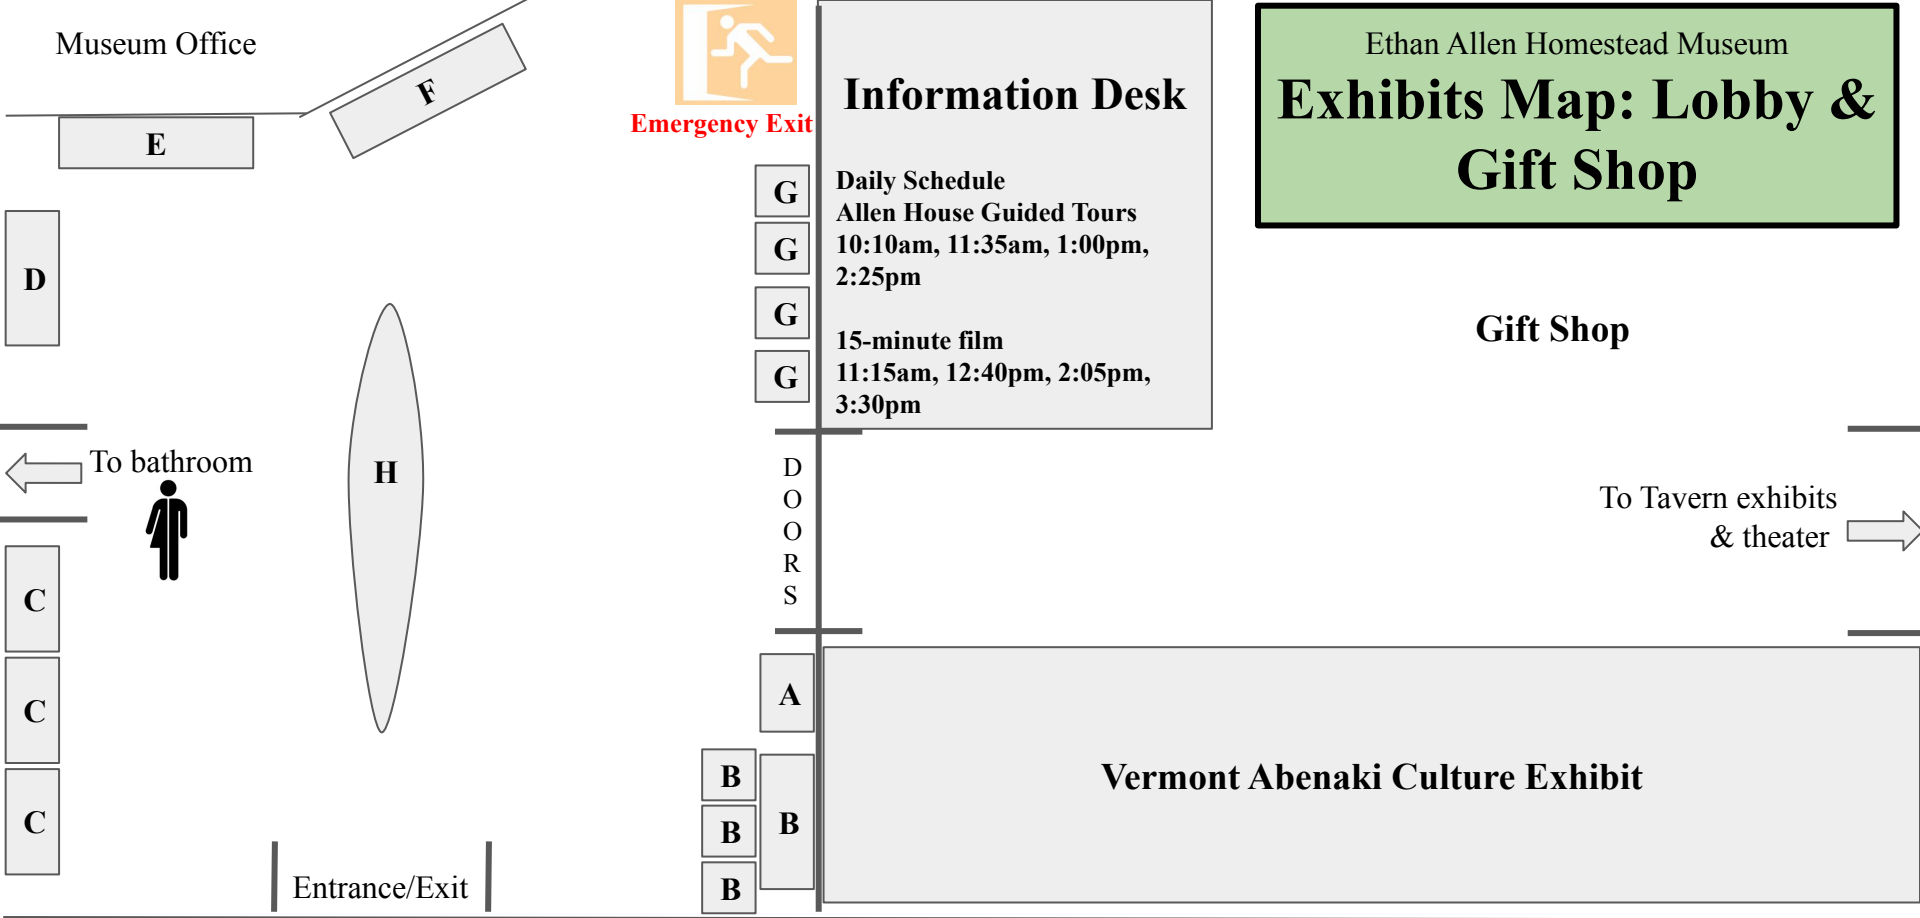 Museum Office
F
E
D
To bathroom
H
C
C
C
Entrance/Exit
Emergency Exit
G
G
G
G
D
O
O
R
S
A
B
B
B
B
Information Desk
Daily Schedule
Allen House Guided Tours
10:10am, 11:35am, 1:00pm,
2:25pm
15-minute film
11:15am, 12:40pm, 2:05pm,
3:30pm
Ethan Allen Homestead Museum
Exhibits Map: Lobby &
Gift Shop
Gift Shop
To Tavern exhibits
& theater
Vermont Abenaki Culture Exhibit